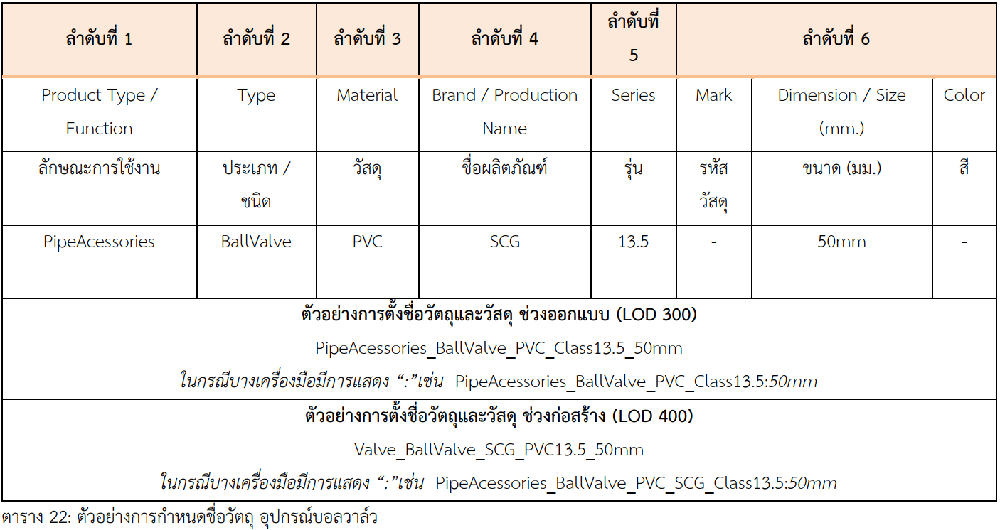 ลำดับที่ 1 ลำดับที่ 2 ลำดับที่ 3 ลำดับที่ 4 ลำดับที่ 5 ลำดับที่ 6
Product Type / Function Type Material Brand / Production Name Series Mark Dimension / Size (mm.) Color
ลักษณะการใช้งาน ประเภท / ชนิด วัสดุ ชื่อผลิตภัณฑ์ รุ่น รหัสวัสดุ ขนาด (มม.) สี
PipeAcessories BallValve PVC SCG 13.5 - 50mm -
ตัวอย่างการตั้งชื่อวัตถุและวัสดุ ช่วงออกแบบ (LOD 300)
PipeAcessories_BallValve_PVC_Class13.5_50mm
ในกรณีบางเครื่องมือมีการแสดง “:”เช่น PipeAcessories_BallValve_PVC_Class13.5:50mm
ตัวอย่างการตั้งชื่อวัตถุและวัสดุ ช่วงก่อสร้าง (LOD 400)
Valve_BallValve_SCG_PVC13.5_50mm
ในกรณีบางเครื่องมือมีการแสดง “:”เช่น PipeAcessories_BallValve_PVC_SCG_Class13.5:50mm
ตาราง 22: ตัวอย่างการกำหนดชื่อวัตถุ อุปกรณ์บอลวาล์ว